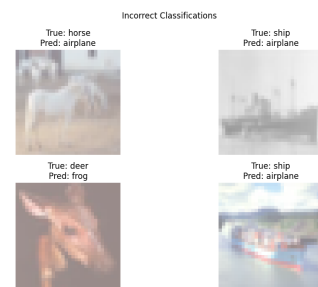 Incorrect Classifications
True: horse
Pred: airplane
True: ship
Pred: airplane
True: deer
Pred: frog
True: ship
Pred: airplane